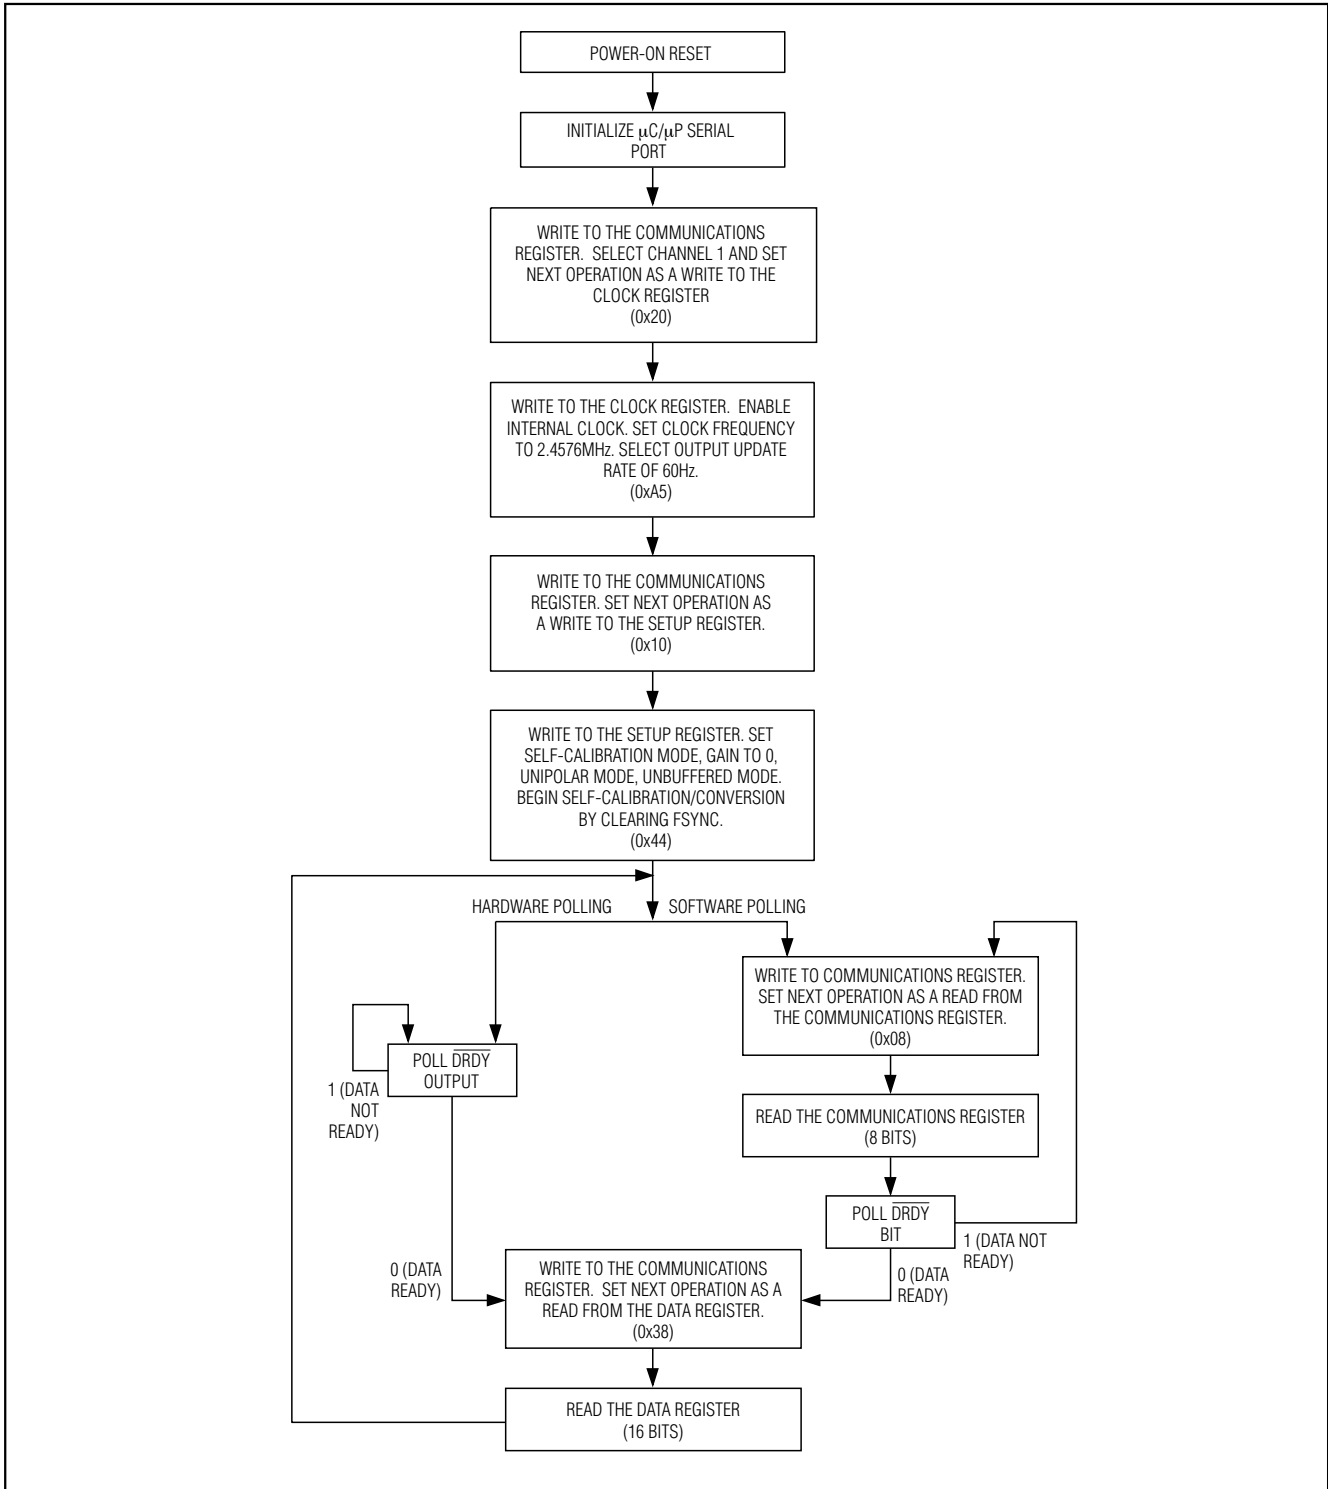 POWER-ON RESET
INITIALIZE μC/μP SERIAL
PORT
WRITE TO THE COMMUNICATIONS
REGISTER.  SELECT CHANNEL 1 AND SET
NEXT OPERATION AS A WRITE TO THE
CLOCK REGISTER
(0x20)
WRITE TO THE CLOCK REGISTER.  ENABLE
INTERNAL CLOCK. SET CLOCK FREQUENCY
TO 2.4576MHz. SELECT OUTPUT UPDATE
RATE OF 60Hz.
(0xA5)
WRITE TO THE COMMUNICATIONS
REGISTER. SET NEXT OPERATION AS
A WRITE TO THE SETUP REGISTER.
(0x10)
WRITE TO THE SETUP REGISTER. SET
SELF-CALIBRATION MODE, GAIN TO 0,
UNIPOLAR MODE, UNBUFFERED MODE.
BEGIN SELF-CALIBRATION/CONVERSION
BY CLEARING FSYNC.
(0x44)
HARDWARE POLLING
SOFTWARE POLLING
WRITE TO COMMUNICATIONS REGISTER.
SET NEXT OPERATION AS A READ FROM
THE COMMUNICATIONS REGISTER.
(0x08)
POLL D̅R̅D̅Y̅
OUTPUT
1 (DATA
NOT
READY)
READ THE COMMUNICATIONS REGISTER
(8 BITS)
POLL D̅R̅D̅Y̅
BIT
1 (DATA NOT
READY)
0 (DATA
READY)
0 (DATA
READY)
WRITE TO THE COMMUNICATIONS
REGISTER.  SET NEXT OPERATION AS A
READ FROM THE DATA REGISTER.
(0x38)
READ THE DATA REGISTER
(16 BITS)